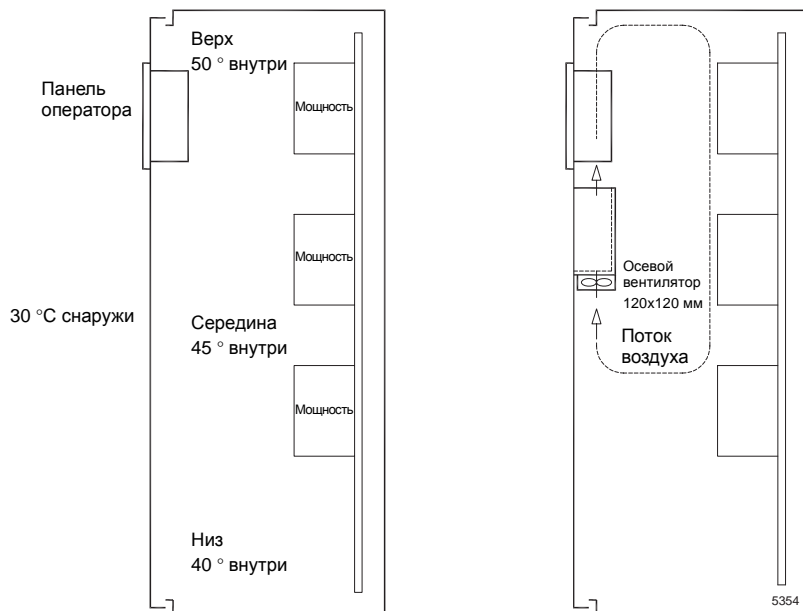 Верх
50 ° внутри
Панель
оператора
Мощность
Мощность
30 °C снаружи
Середина
45 ° внутри
Мощность
Низ
40 ° внутри
Осевой
вентилятор
120x120 мм
Поток
воздуха
5354